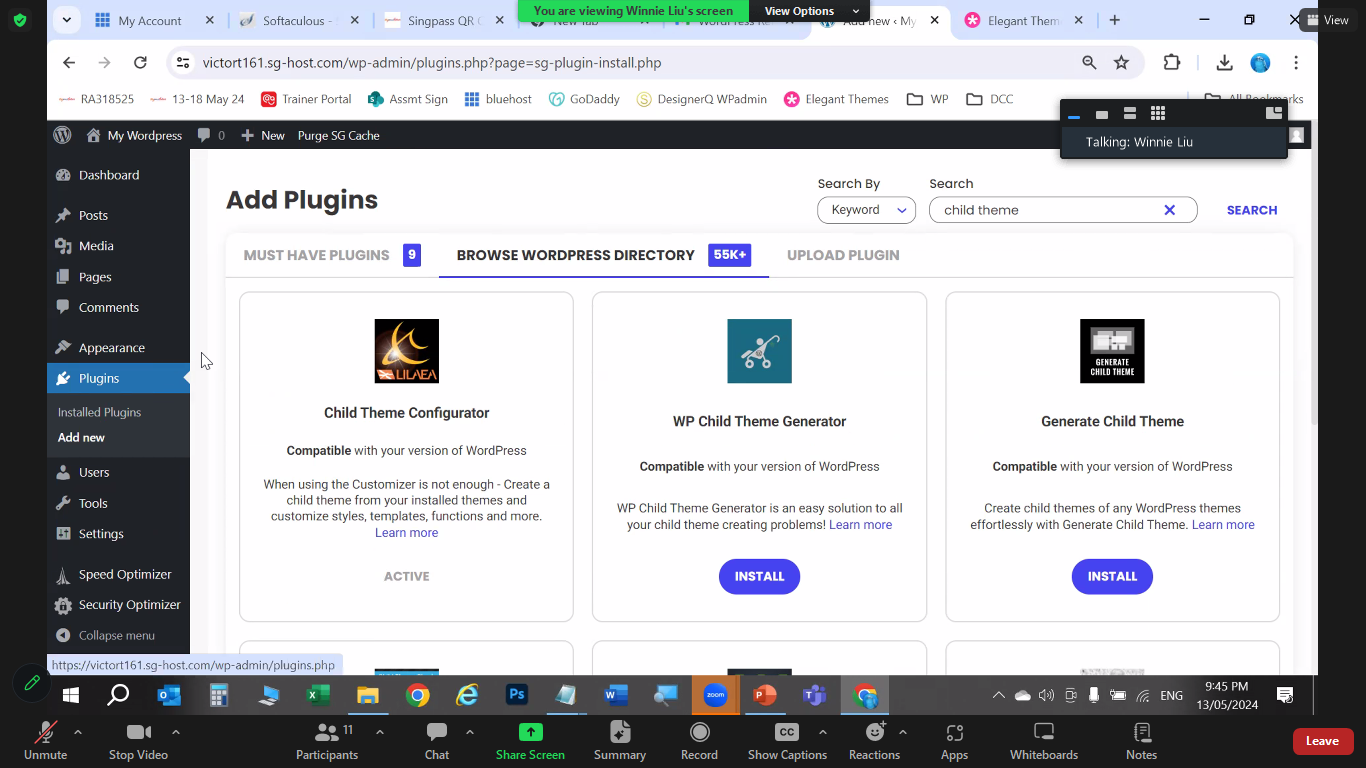 You are viewing Winnie Liu's screen
View Options
View
My Account
Softaculous -
Singpass QR C
New Tab
WordPress Re
Add new ‹ My
Elegant Them
victort161.sg-host.com/wp-admin/plugins.php?page=sg-plugin-install.php
RA318525
13-18 May 24
Trainer Portal
Assmt Sign
bluehost
GoDaddy
DesignerQ WPadmin
Elegant Themes
WP
DCC
All Bookmarks
Talking: Winnie Liu
My Wordpress
0
New
Purge SG Cache
Dashboard
Posts
Media
Pages
Comments
Appearance
Plugins
Installed Plugins
Add new
Users
Tools
Settings
Speed Optimizer
Security Optimizer
Collapse menu
Add Plugins
Search By
Keyword
Search
child theme
SEARCH
MUST HAVE PLUGINS 9
BROWSE WORDPRESS DIRECTORY 55K+
UPLOAD PLUGIN
LILAEA
Child Theme Configurator
Compatible with your version of WordPress
When using the Customizer is not enough - Create a
child theme from your installed themes and
customize styles, templates, functions and more.
Learn more
ACTIVE
WP Child Theme Generator
Compatible with your version of WordPress
WP Child Theme Generator is an easy solution to all
your child theme creating problems! Learn more
INSTALL
GENERATE
CHILD THEME
Generate Child Theme
Compatible with your version of WordPress
Create child themes of any WordPress themes
effortlessly with Generate Child Theme. Learn more
INSTALL
https://victort161.sg-host.com/wp-admin/plugins.php
zoom
ENG
9:45 PM
13/05/2024
Unmute
Stop Video
Participants
11
Chat
Share Screen
Summary
Record
CC
Show Captions
Reactions
Apps
Whiteboards
Notes
Leave